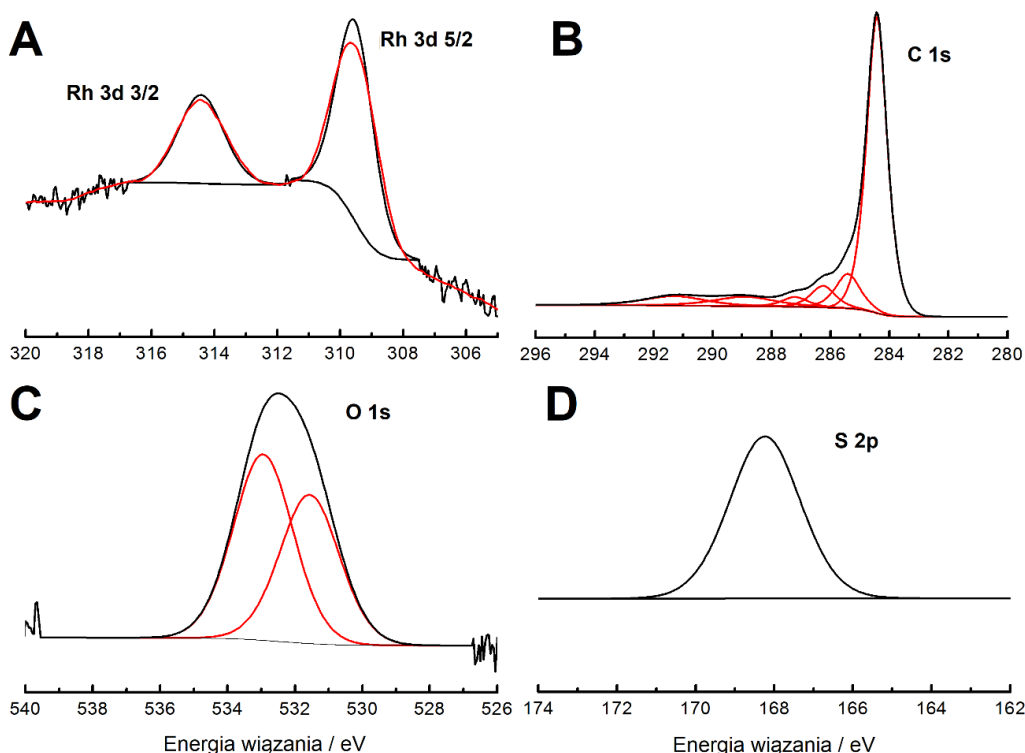 A
Rh 3d 5/2
Rh 3d 3/2
320 318 316 314 312 310 308 306
B
C 1s
296 294 292 290 288 286 284 282 280
C
O 1s
540 538 536 534 532 530 528 526
Energia wiązania / eV
D
S 2p
174 172 170 168 166 164 162
Energia wiązania / eV